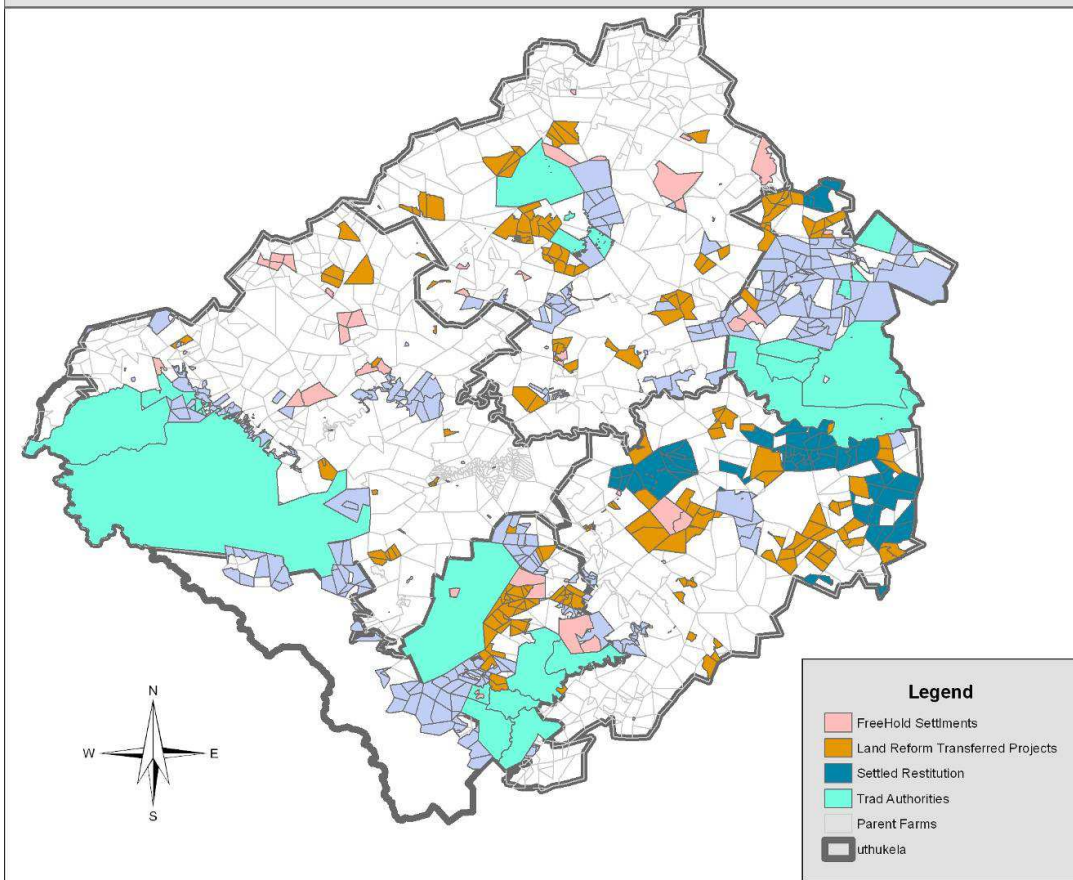 N
W
E
S
Legend
FreeHold Settlments
Land Reform Transferred Projects
Settled Restitution
Trad Authorities
Parent Farms
uthukela